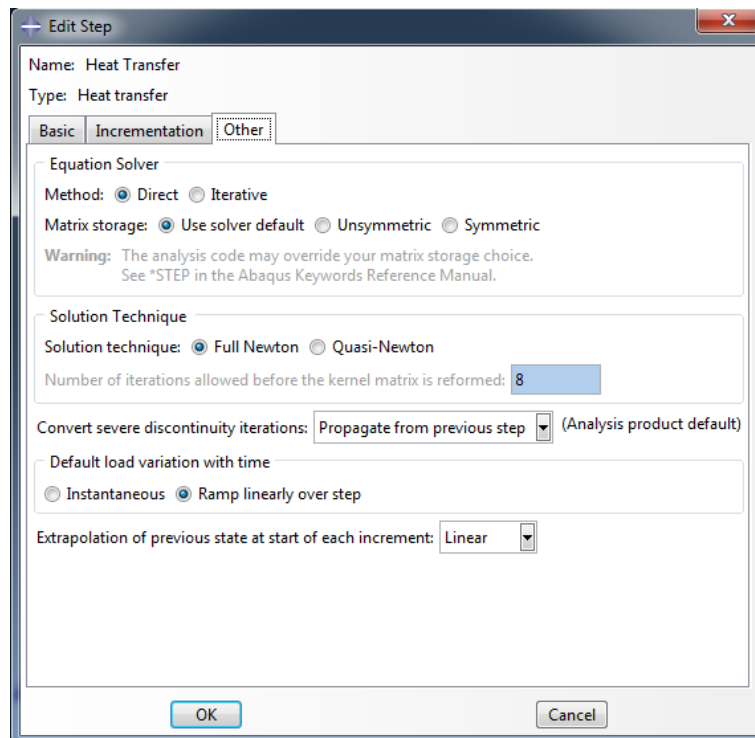 Edit Step
Name: Heat Transfer
Type: Heat transfer
Basic Incrementation Other
Equation Solver
Method: Direct Iterative
Matrix storage: Use solver default Unsymmetric Symmetric
Warning: The analysis code may override your matrix storage choice.
See *STEP in the Abaqus Keywords Reference Manual.
Solution Technique
Solution technique: Full Newton Quasi-Newton
Number of iterations allowed before the kernel matrix is reformed: 8
Convert severe discontinuity iterations: Propagate from previous step (Analysis product default)
Default load variation with time
Instantaneous Ramp linearly over step
Extrapolation of previous state at start of each increment: Linear
OK Cancel